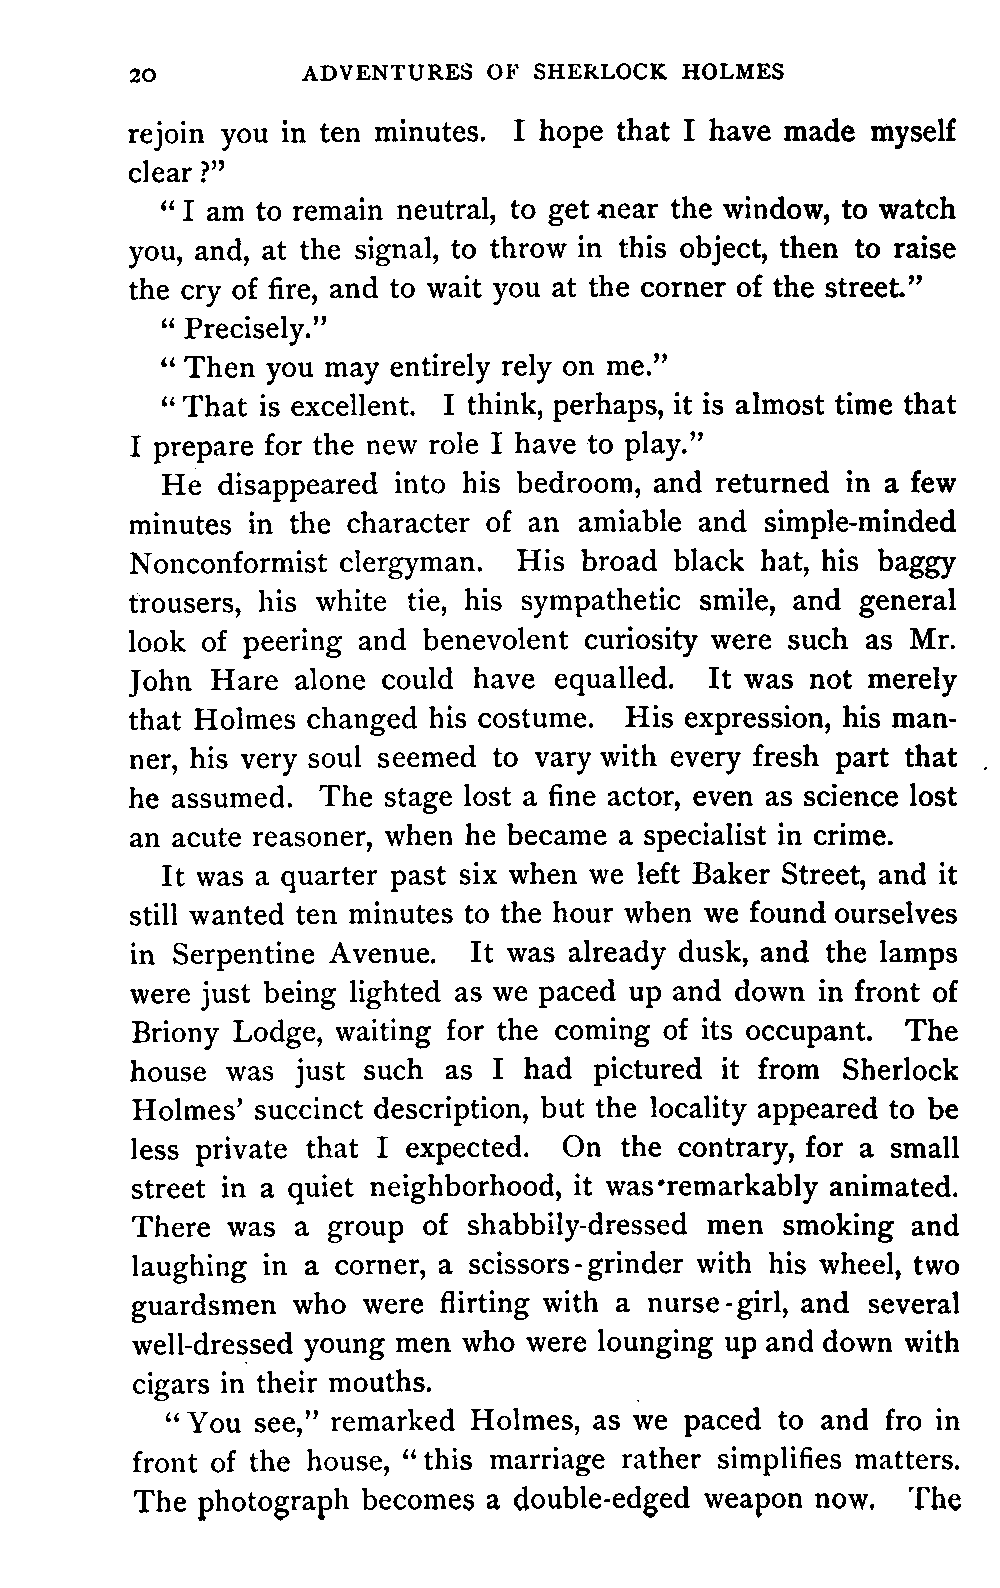 20 ADVENTURES OF SHERLOCK HOLMES
rejoin you in ten minutes. I hope that I have made myself
clear ?”
“ I am to remain neutral, to get near the window, to watch
you, and, at the signal, to throw in this object, then to raise
the cry of fire, and to wait you at the corner of the street.”
“ Precisely.”
“ Then you may entirely rely on me.”
“ That is excellent. I think, perhaps, it is almost time that
I prepare for the new role I have to play.”
He disappeared into his bedroom, and returned in a few
minutes in the character of an amiable and simple-minded
Nonconformist clergyman. His broad black hat, his baggy
trousers, his white tie, his sympathetic smile, and general
look of peering and benevolent curiosity were such as Mr.
John Hare alone could have equalled. It was not merely
that Holmes changed his costume. His expression, his man-
ner, his very soul seemed to vary with every fresh part that
he assumed. The stage lost a fine actor, even as science lost
an acute reasoner, when he became a specialist in crime.
It was a quarter past six when we left Baker Street, and it
still wanted ten minutes to the hour when we found ourselves
in Serpentine Avenue. It was already dusk, and the lamps
were just being lighted as we paced up and down in front of
Briony Lodge, waiting for the coming of its occupant. The
house was just such as I had pictured it from Sherlock
Holmes’ succinct description, but the locality appeared to be
less private that I expected. On the contrary, for a small
street in a quiet neighborhood, it was remarkably animated.
There was a group of shabbily-dressed men smoking and
laughing in a corner, a scissors-grinder with his wheel, two
guardsmen who were flirting with a nurse-girl, and several
well-dressed young men who were lounging up and down with
cigars in their mouths.
“ You see,” remarked Holmes, as we paced to and fro in
front of the house, “ this marriage rather simplifies matters.
The photograph becomes a double-edged weapon now. The